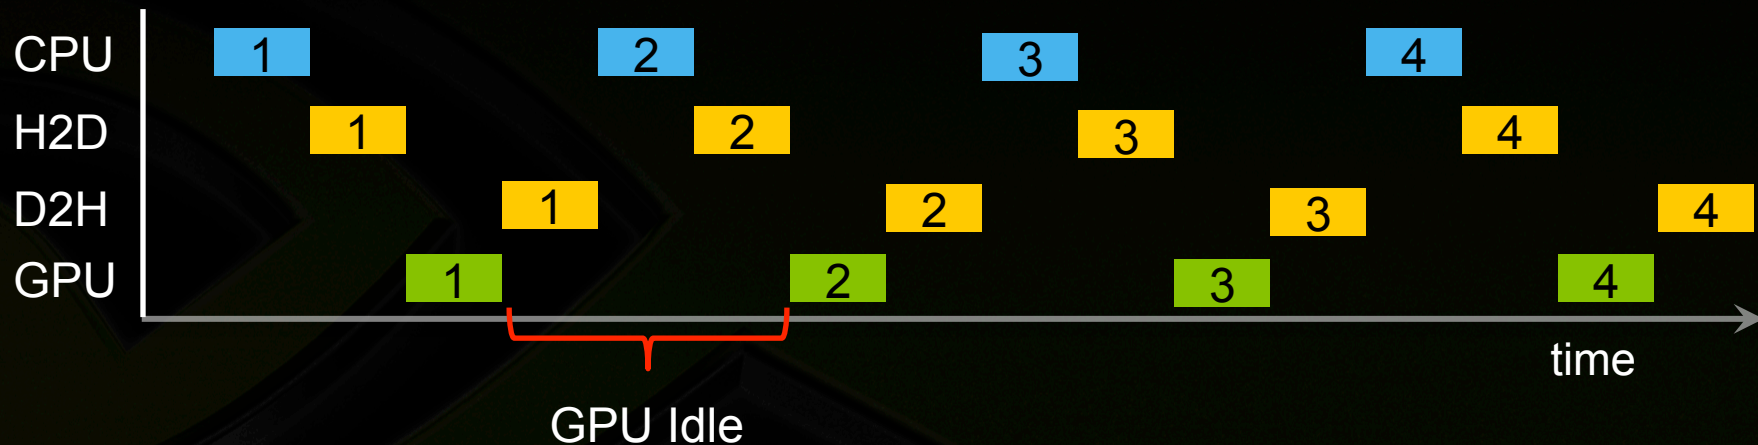 CPU 1 2 3 4
H2D 1 2 3 4
D2H 1 2 3 4
GPU 1 2 3 4
time
GPU Idle